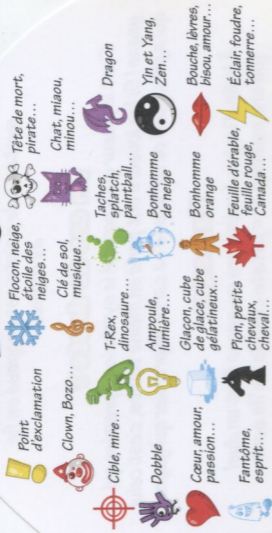 Point
d'exclamation
Clown, Bozo…
Cible, mire…
Dobble
Cœur, amour,
passion…
Fantôme,
esprit…
Flocon, neige,
étoile des
neiges…
Clé de sol,
musique…
T-Rex,
dinosaure…
Ampoule,
lumière…
Glaçon, cube
de glace, cube
gélatineux…
Pion, petits
chevaux,
cheval…
Tête de mort,
pirate…
Chat, miaou,
minou…
Taches,
splatch,
paintball…
Bonhomme
de neige
Bonhomme
orange
Feuille d'érable,
feuille rouge,
Canada…
Dragon
Yin et Yang,
Zen…
Bouche, lèvres,
bisou, amour…
Éclair, foudre,
tonnerre…